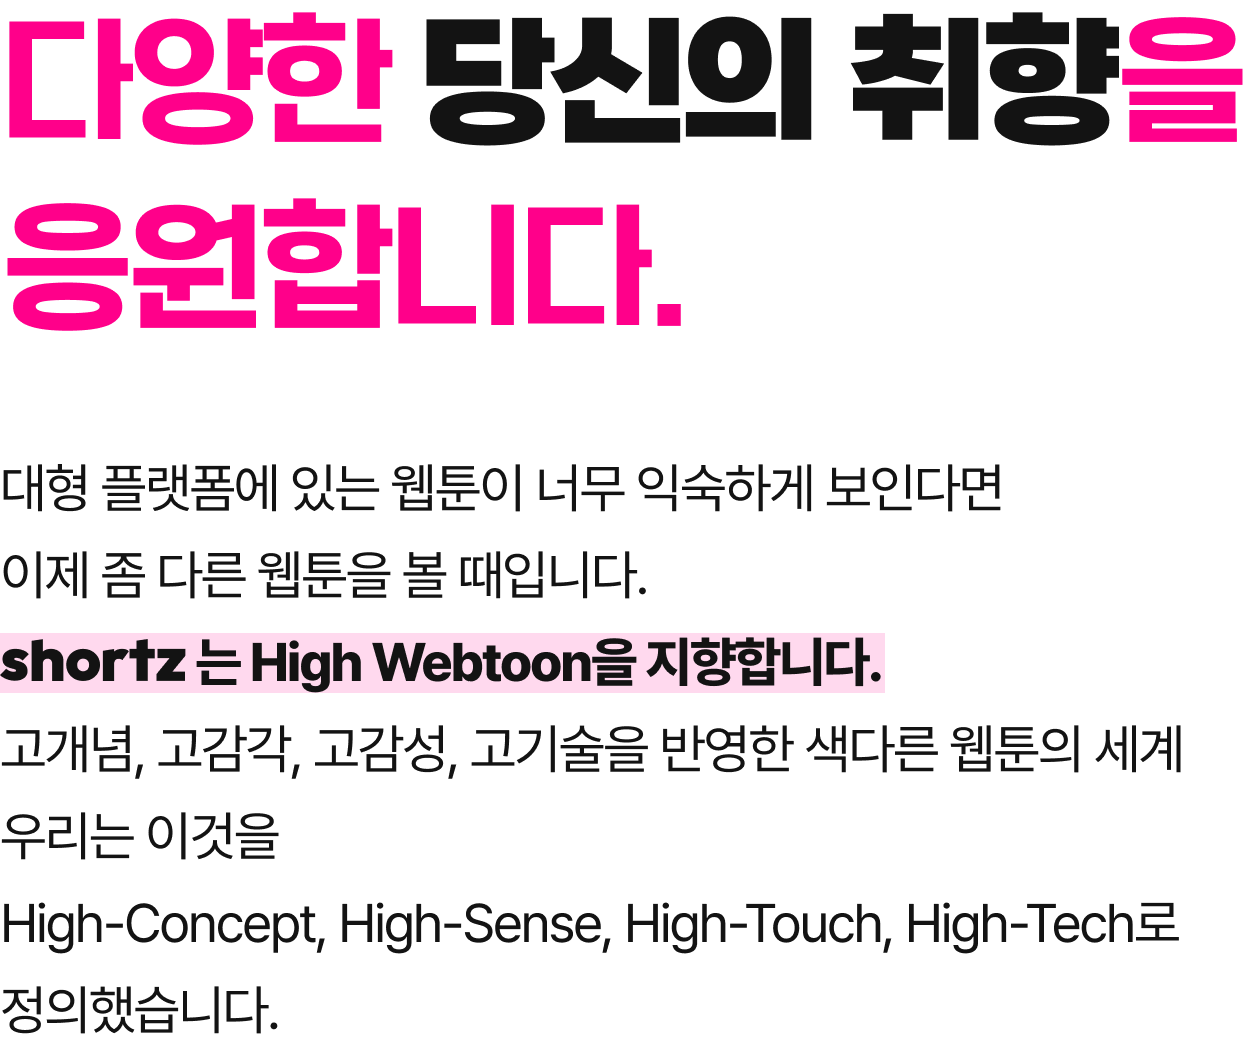 다양한 당신의 취향을
응원합니다.
대형 플랫폼에 있는 웹툰이 너무 익숙하게 보인다면
이제 좀 다른 웹툰을 볼 때입니다.
shortz 는 High Webtoon을 지향합니다.
고개념, 고감각, 고감성, 고기술을 반영한 색다른 웹툰의 세계
우리는 이것을
High-Concept, High-Sense, High-Touch, High-Tech로
정의했습니다.